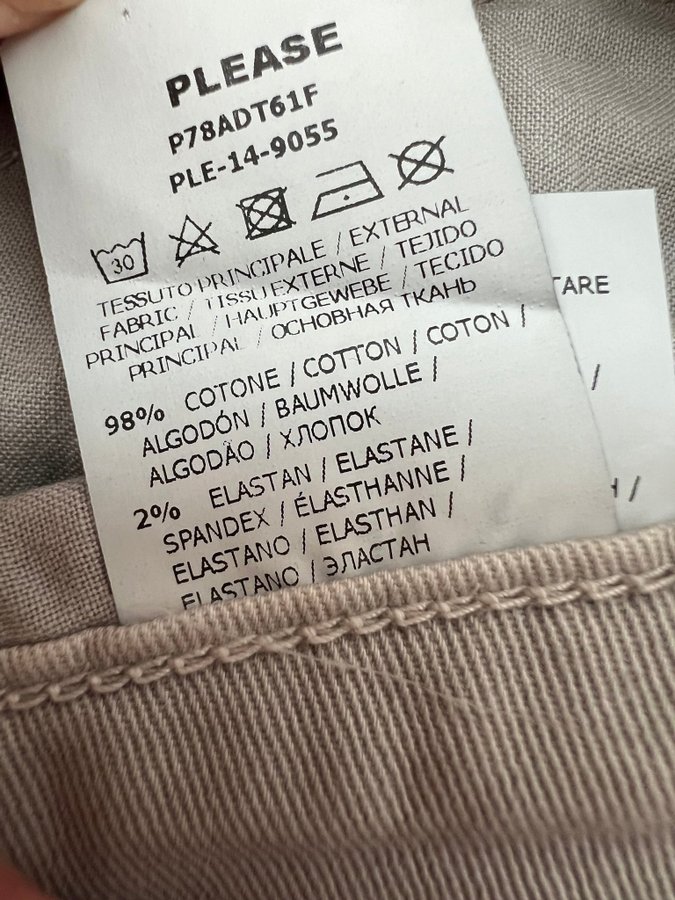 PLEASE
P78ADT61F
PLE-14-9055
30
TESSUTO PRINCIPALE / EXTERNAL
FABRIC / TISSU EXTERNE / TEJIDO
PRINCIPAL / HAUPTGEWEBE / TECIDO
PRINCIPAL / ОСНОВНАЯ ТКАНЬ
98% COTONE / COTTON / COTON /
ALGODÓN / BAUMWOLLE /
ALGODÃO / ХЛОПОК
2% ELASTAN / ELASTANE /
SPANDEX / ÉLASTHANNE /
ELASTANO / ELASTHAN /
ELASTANO / ЭЛАСТАН
TARE
/
/